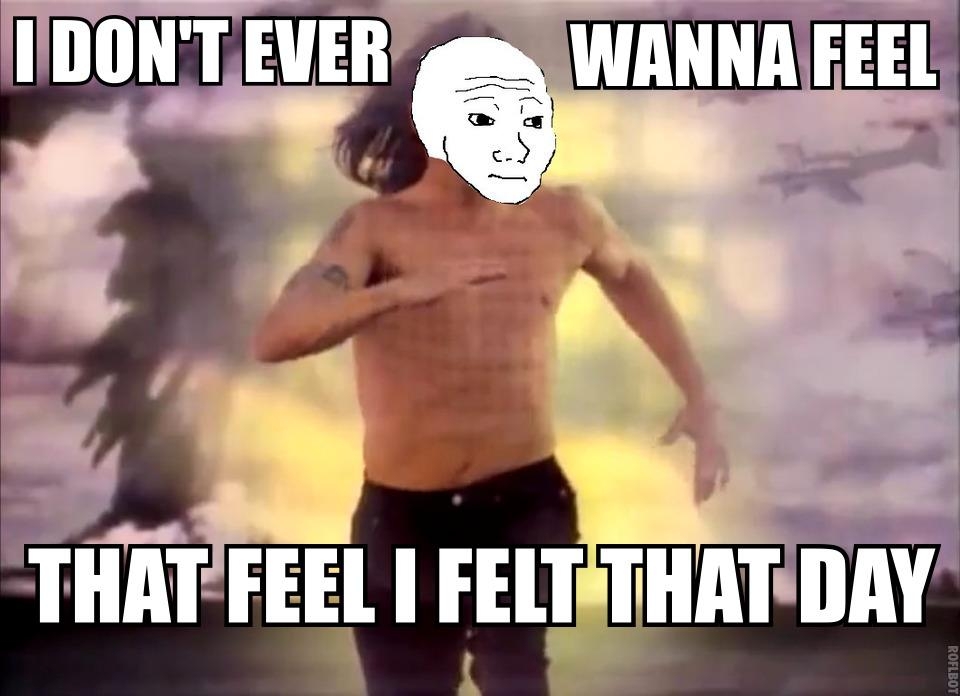 I DON'T EVER WANNA FEEL
THAT FEEL I FELT THAT DAY
ROFLBOT